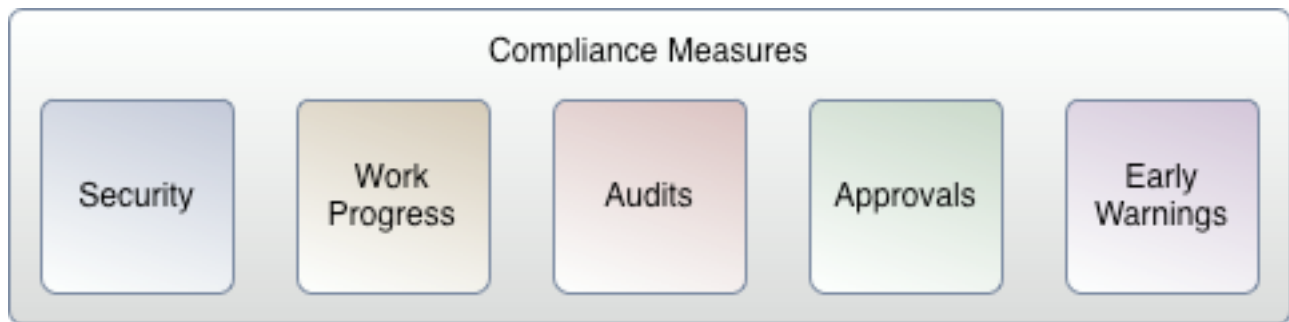 Compliance Measures
Security
Work
Progress
Audits
Approvals
Early
Warnings